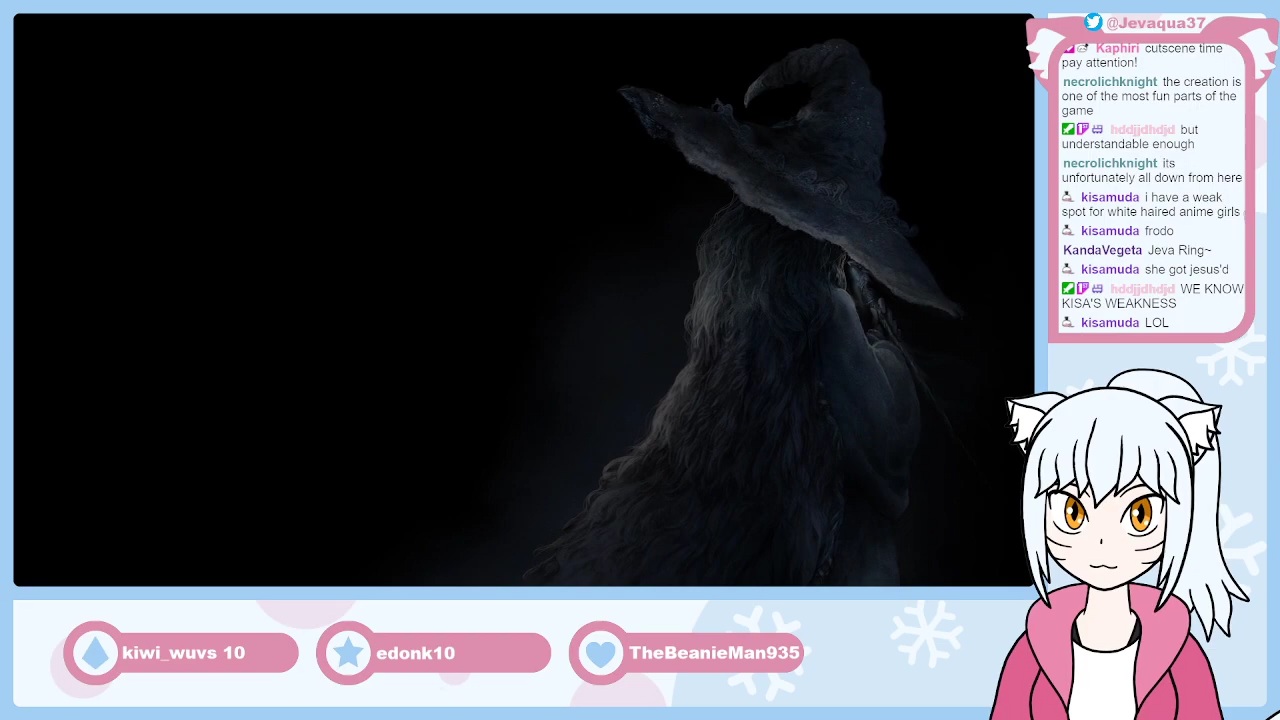 @Jevaqua37
Kaphiri cutscene time
pay attention!
necrolichknight the creation is
one of the most fun parts of the
game
hddjjdhdjd but
understandable enough
necrolichknight its
unfortunately all down from here
kisamuda i have a weak
spot for white haired anime girls
kisamuda frodo
KandaVegeta Jeva Ring~
kisamuda she got jesus'd
hddjjdhdjd WE KNOW
KISA'S WEAKNESS
kisamuda LOL
kiwi_wuvs 10
edonk10
TheBeanieMan935